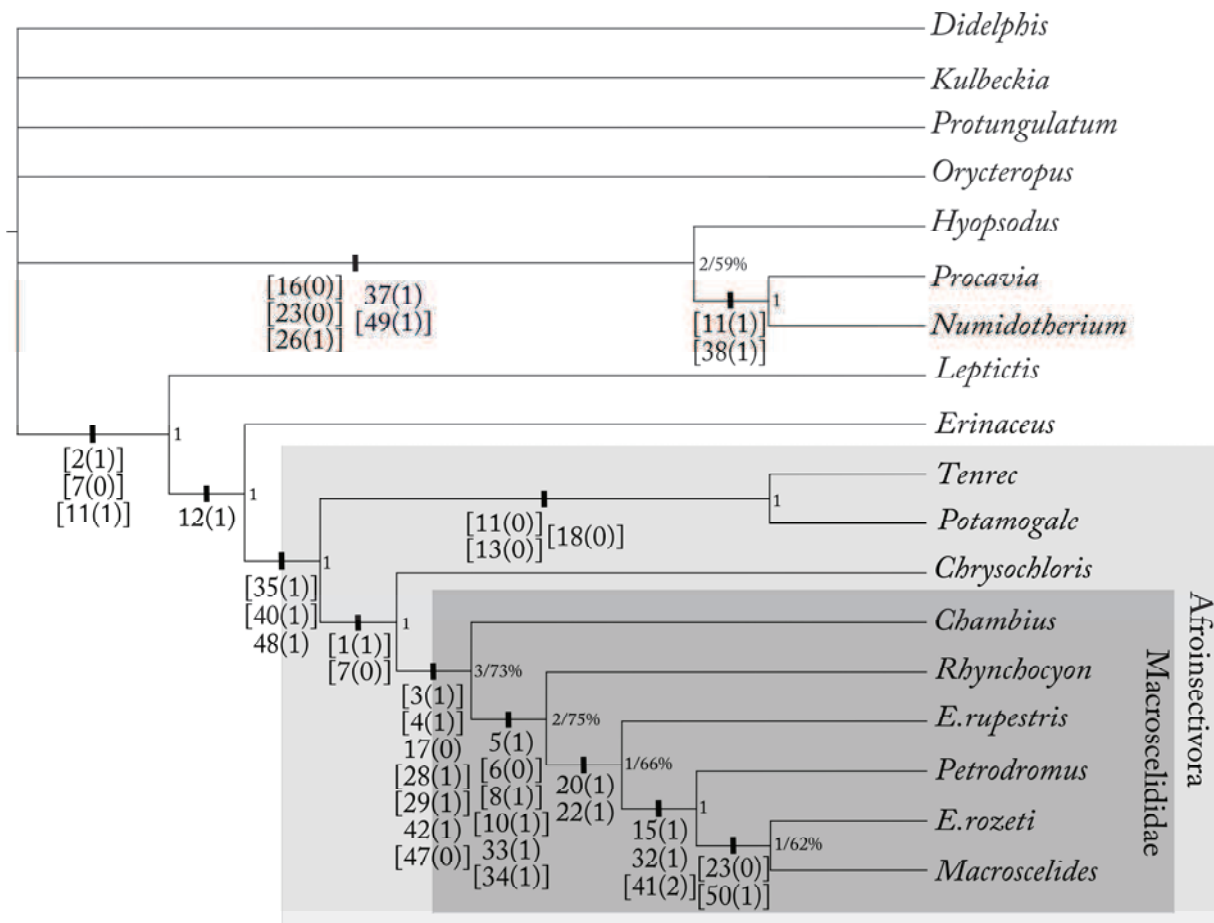 Didelphis
Kulbeckia
Protungulatum
Orycteropus
Hyopsodus
2/59%
[16(0)]
[23(0)]
[26(1)]
37(1)
[49(1)]
Procavia
1
Numidotherium
[11(1)]
[38(1)]
Leptictis
1
[2(1)]
[7(0)]
[11(1)]
Erinaceus
1
12(1)
Tenrec
1
Potamogale
[11(0)]
[13(0)]
[18(0)]
1
[35(1)]
[40(1)]
48(1)
Chrysochloris
1
[1(1)]
[7(0)]
Chambius
3/73%
[3(1)]
[4(1)]
17(0)
[28(1)]
[29(1)]
42(1)
[47(0)]
Rhynchocyon
2/75%
5(1)
[6(0)]
[8(1)]
[10(1)]
33(1)
[34(1)]
E.rupestris
1/66%
20(1)
22(1)
Petrodromus
1
15(1)
32(1)
[41(2)]
E.rozeti
1/62%
Macroscelides
[23(0)]
[50(1)]
Macroscelididae
Afroinsectivora